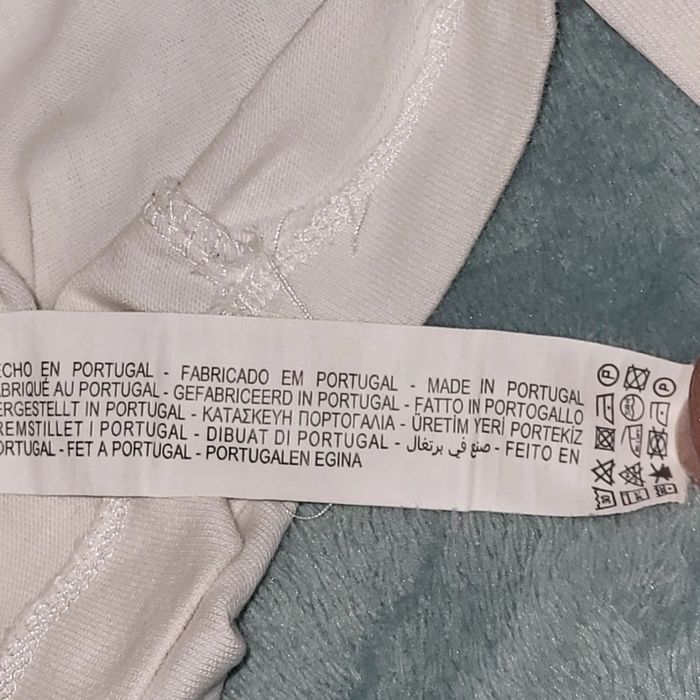 ECHO EN PORTUGAL - FABRICADO EM PORTUGAL - MADE IN PORTUGAL
ABRIQUÉ AU PORTUGAL - GEFABRICEERD IN PORTUGAL - FATTO IN PORTOGALLO
ERGESTELLT IN PORTUGAL - ΚΑΤΑΣΚΕΥΗ ΠΟΡΤΟΓΑΛΙΑ - ÜRETİM YERİ PORTEKİZ
REMSTILLET I PORTUGAL - DIBUAT DI PORTUGAL - صنع في برتغال - FEITO EN
ORTUGAL - FET A PORTUGAL - PORTUGALEN EGINA